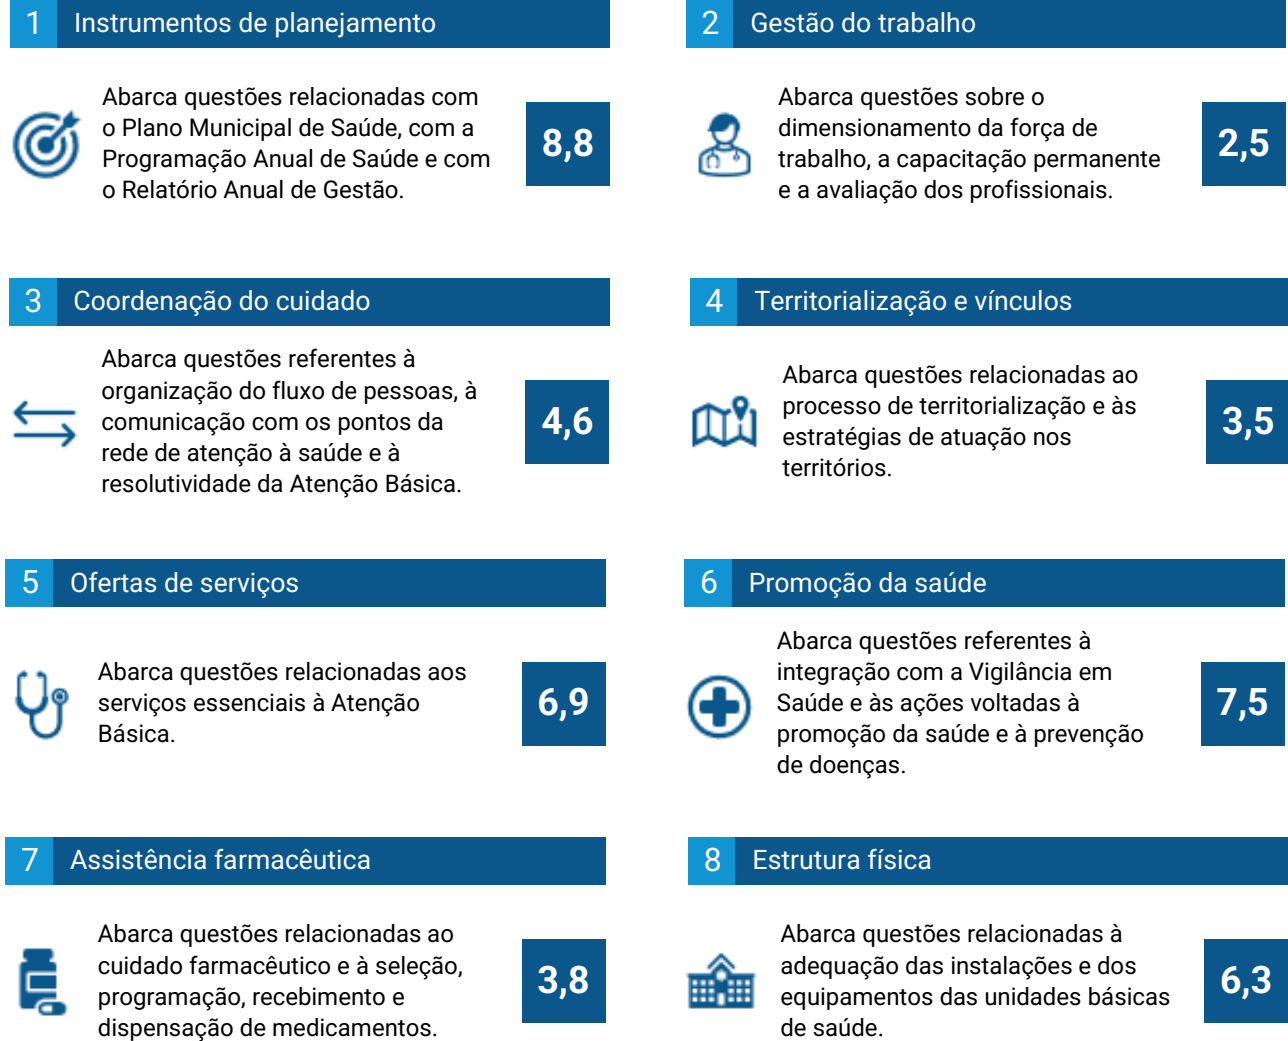 1 Instrumentos de planejamento
Abarca questões relacionadas com
o Plano Municipal de Saúde, com a
Programação Anual de Saúde e com
o Relatório Anual de Gestão.
8,8
2 Gestão do trabalho
Abarca questões sobre o
dimensionamento da força de
trabalho, a capacitação permanente
e a avaliação dos profissionais.
2,5
3 Coordenação do cuidado
Abarca questões referentes à
organização do fluxo de pessoas, à
comunicação com os pontos da
rede de atenção à saúde e à
resolutividade da Atenção Básica.
4,6
4 Territorialização e vínculos
Abarca questões relacionadas ao
processo de territorialização e às
estratégias de atuação nos
territórios.
3,5
5 Ofertas de serviços
Abarca questões relacionadas aos
serviços essenciais à Atenção
Básica.
6,9
6 Promoção da saúde
Abarca questões referentes à
integração com a Vigilância em
Saúde e às ações voltadas à
promoção da saúde e à prevenção
de doenças.
7,5
7 Assistência farmacêutica
Abarca questões relacionadas ao
cuidado farmacêutico e à seleção,
programação, recebimento e
dispensação de medicamentos.
3,8
8 Estrutura física
Abarca questões relacionadas à
adequação das instalações e dos
equipamentos das unidades básicas
de saúde.
6,3